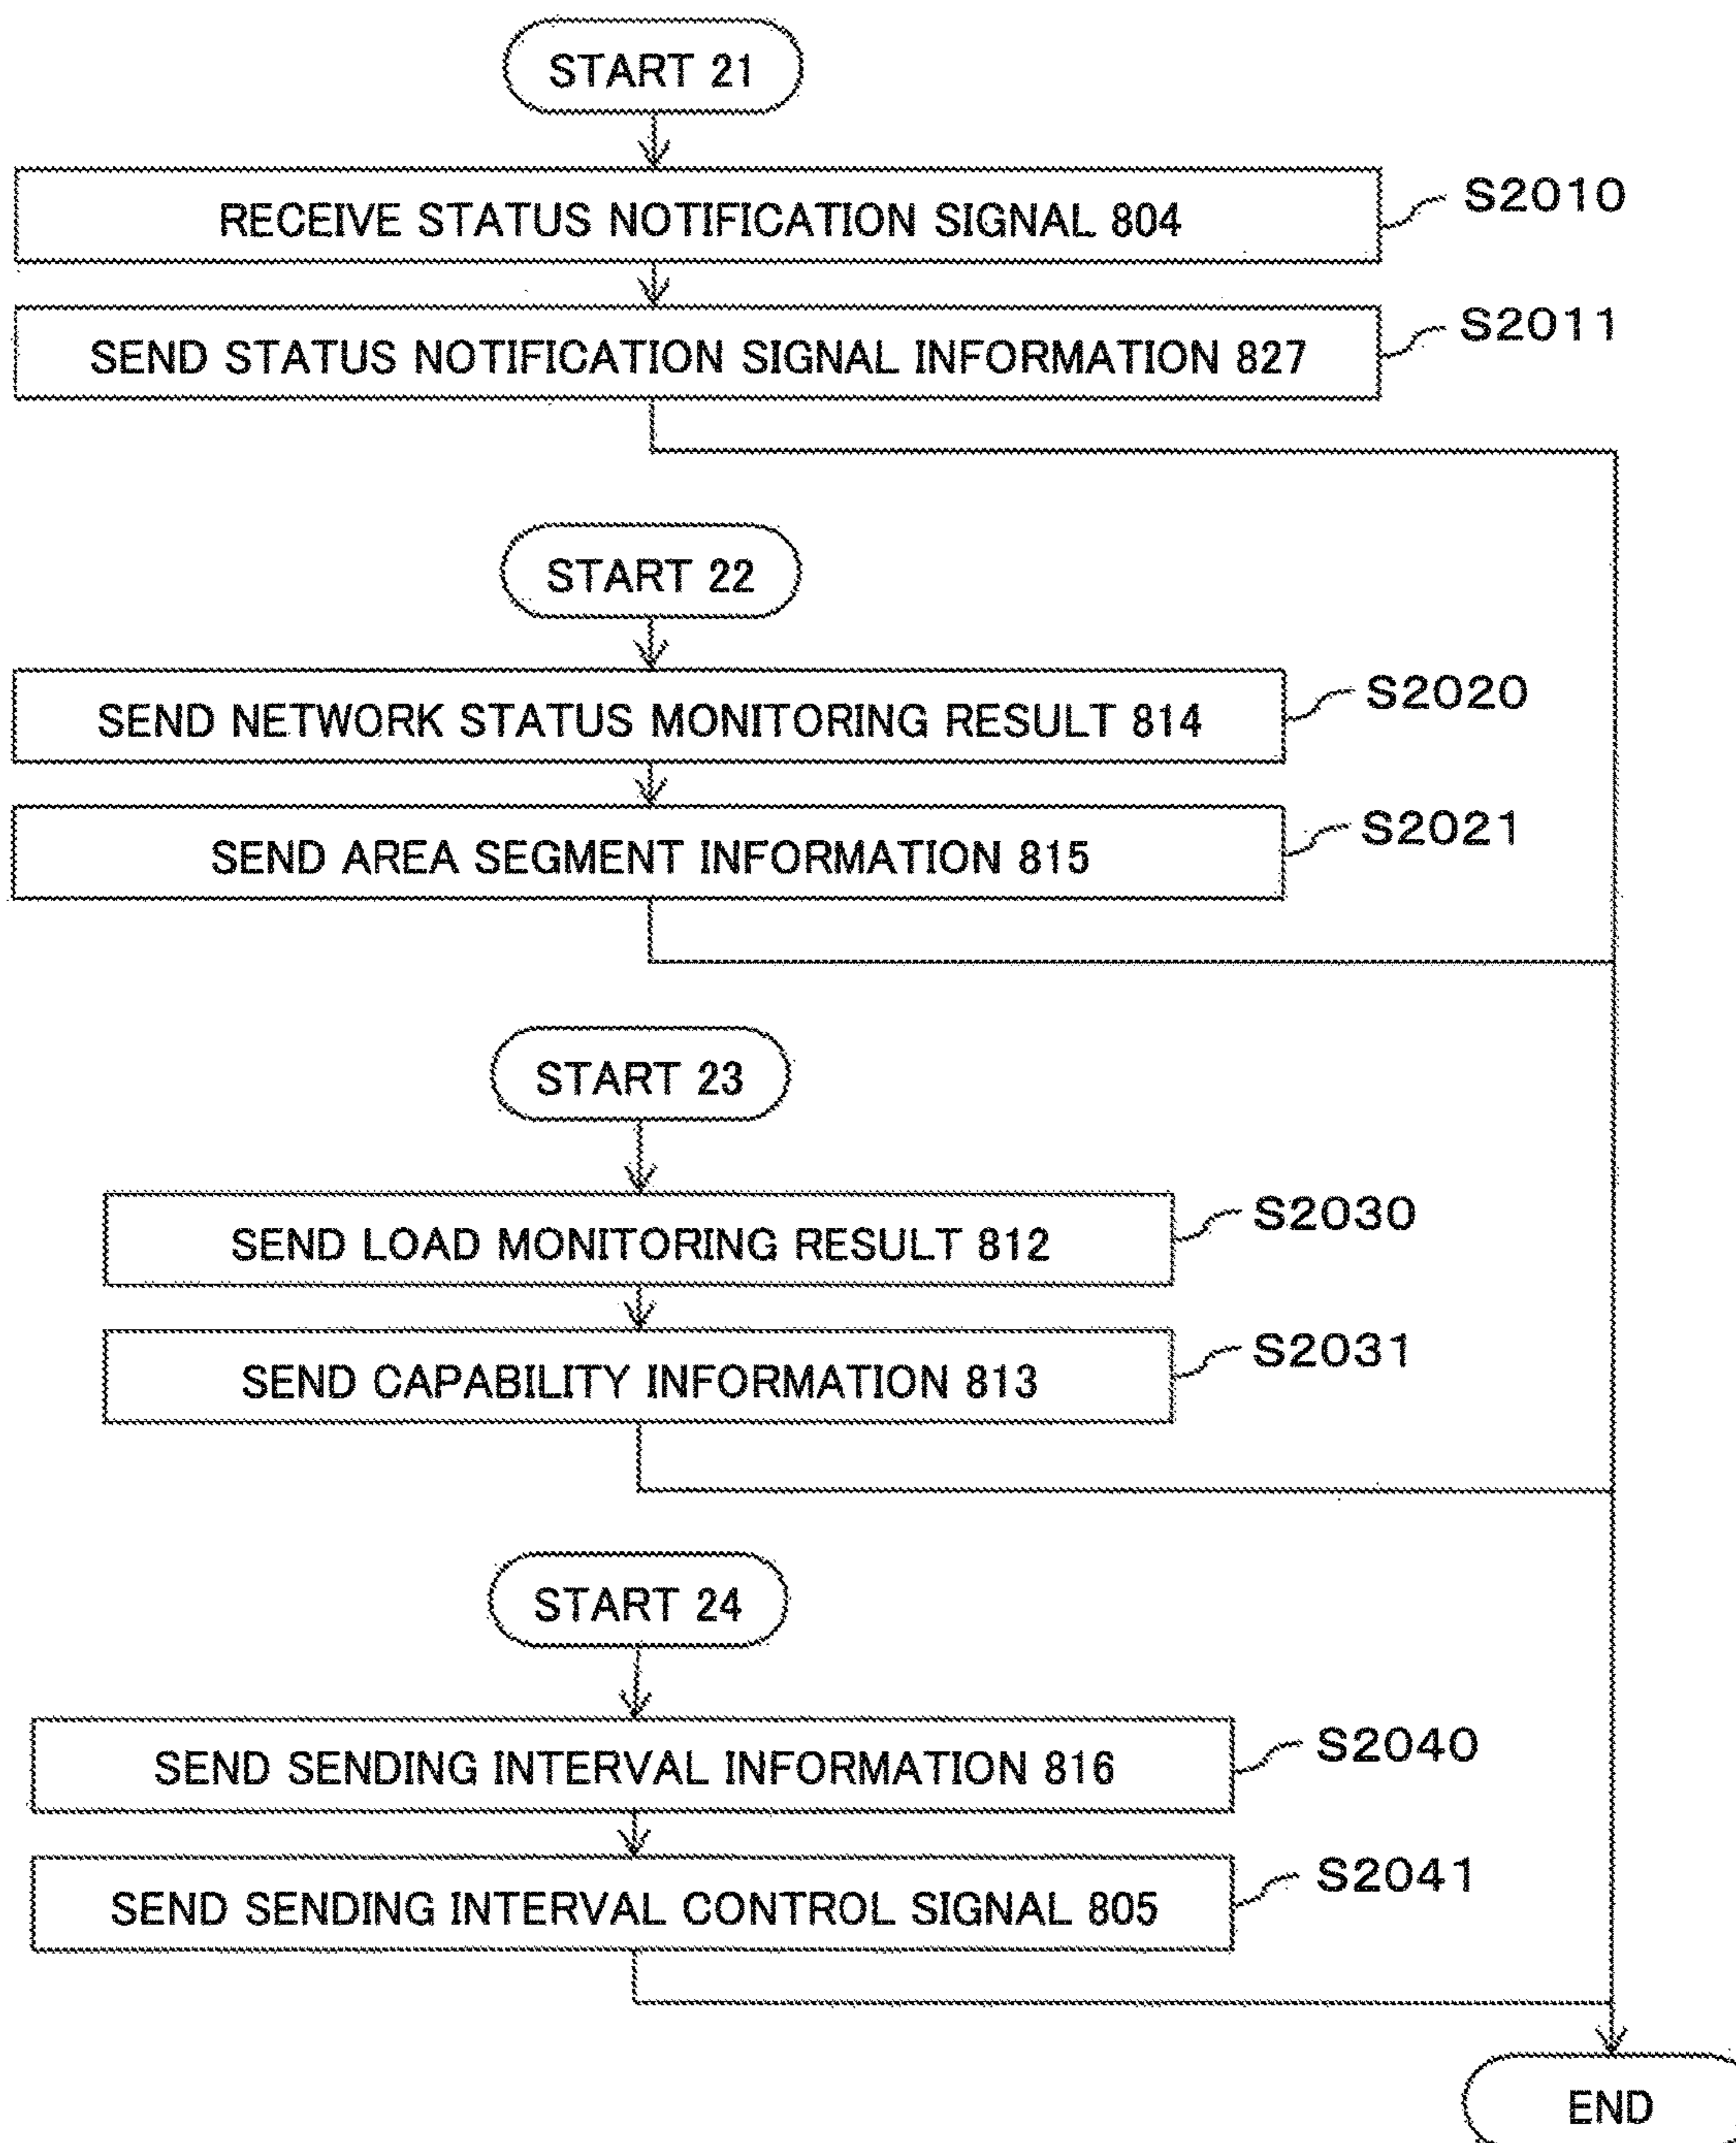 START 21
RECEIVE STATUS NOTIFICATION SIGNAL 804
S2010
SEND STATUS NOTIFICATION SIGNAL INFORMATION 827
S2011
START 22
SEND NETWORK STATUS MONITORING RESULT 814
S2020
SEND AREA SEGMENT INFORMATION 815
S2021
START 23
SEND LOAD MONITORING RESULT 812
S2030
SEND CAPABILITY INFORMATION 813
S2031
START 24
SEND SENDING INTERVAL INFORMATION 816
S2040
SEND SENDING INTERVAL CONTROL SIGNAL 805
S2041
END